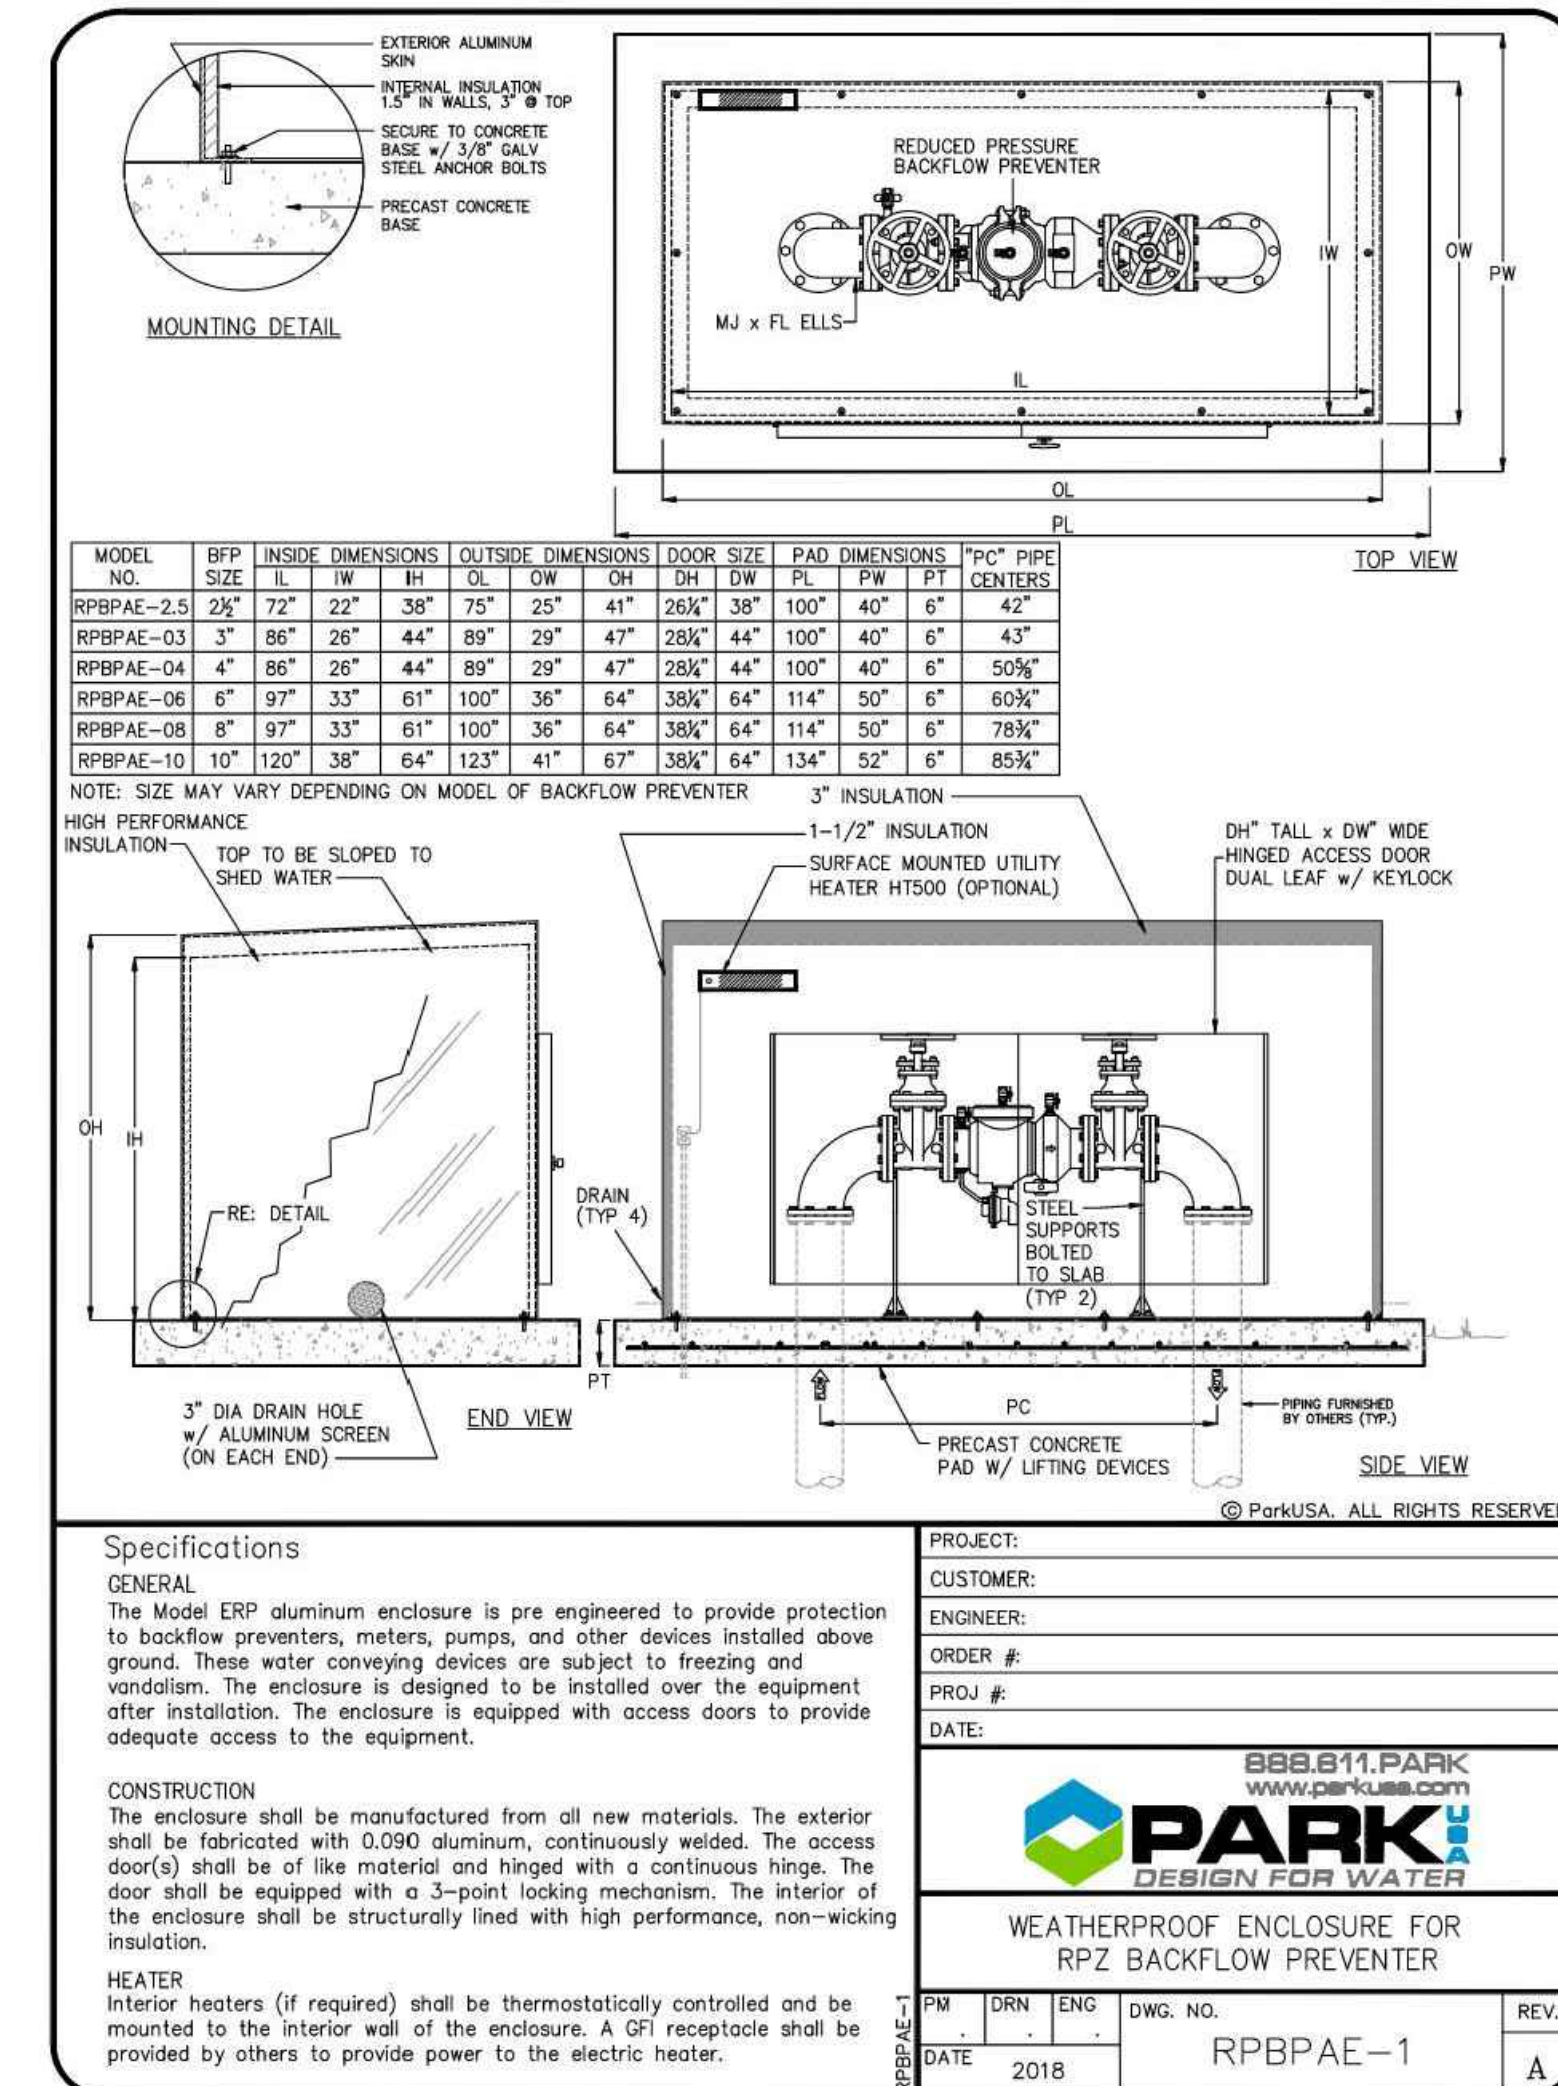 EXTERIOR ALUMINUM
SKIN
INTERNAL INSULATION
1.5" IN WALLS, 3" @ TOP
SECURE TO CONCRETE
BASE w/ 3/8" GALV
STEEL ANCHOR BOLTS
PRECAST CONCRETE
BASE
MOUNTING DETAIL
REDUCED PRESSURE
BACKFLOW PREVENTER
MJ x FL ELLS
IL
IW
OW
PW
OL
PL
TOP VIEW
MODEL NO. BFP SIZE INSIDE DIMENSIONS OUTSIDE DIMENSIONS DOOR SIZE PAD DIMENSIONS "PC" PIPE CENTERS
IL IW IH OL OW OH DH DW PL PW PT
RPBPAE-2.5 2½" 72" 22" 38" 75" 25" 41" 26¼" 38" 100" 40" 6" 42"
RPBPAE-03 3" 86" 26" 44" 89" 29" 47" 28¼" 44" 100" 40" 6" 43"
RPBPAE-04 4" 86" 26" 44" 89" 29" 47" 28¼" 44" 100" 40" 6" 50⅝"
RPBPAE-06 6" 97" 33" 61" 100" 36" 64" 38¼" 64" 114" 50" 6" 60¾"
RPBPAE-08 8" 97" 33" 61" 100" 36" 64" 38¼" 64" 114" 50" 6" 78¾"
RPBPAE-10 10" 120" 38" 64" 123" 41" 67" 38¼" 64" 134" 52" 6" 85¾"
NOTE: SIZE MAY VARY DEPENDING ON MODEL OF BACKFLOW PREVENTER
HIGH PERFORMANCE
INSULATION
TOP TO BE SLOPED TO
SHED WATER
OH
IH
RE: DETAIL
3" DIA DRAIN HOLE
w/ ALUMINUM SCREEN
(ON EACH END)
END VIEW
3" INSULATION
1-1/2" INSULATION
SURFACE MOUNTED UTILITY
HEATER HT500 (OPTIONAL)
DH" TALL x DW" WIDE
HINGED ACCESS DOOR
DUAL LEAF w/ KEYLOCK
DRAIN
(TYP 4)
STEEL
SUPPORTS
BOLTED
TO SLAB
(TYP 2)
PT
FLOW
FLOW
PC
PIPING FURNISHED
BY OTHERS (TYP.)
PRECAST CONCRETE
PAD W/ LIFTING DEVICES
SIDE VIEW
© ParkUSA. ALL RIGHTS RESERVE
Specifications
GENERAL
The Model ERP aluminum enclosure is pre engineered to provide protection
to backflow preventers, meters, pumps, and other devices installed above
ground. These water conveying devices are subject to freezing and
vandalism. The enclosure is designed to be installed over the equipment
after installation. The enclosure is equipped with access doors to provide
adequate access to the equipment.
CONSTRUCTION
The enclosure shall be manufactured from all new materials. The exterior
shall be fabricated with 0.090 aluminum, continuously welded. The access
door(s) shall be of like material and hinged with a continuous hinge. The
door shall be equipped with a 3-point locking mechanism. The interior of
the enclosure shall be structurally lined with high performance, non-wicking
insulation.
HEATER
Interior heaters (if required) shall be thermostatically controlled and be
mounted to the interior wall of the enclosure. A GFI receptacle shall be
provided by others to provide power to the electric heater.
RPBPAE-1
PROJECT:
CUSTOMER:
ENGINEER:
ORDER #:
PROJ #:
DATE:
888.611.PARK
www.parkusa.com
PARK USA
DESIGN FOR WATER
WEATHERPROOF ENCLOSURE FOR
RPZ BACKFLOW PREVENTER
PM . DRN . ENG .
DATE 2018
DWG. NO.
RPBPAE-1
REV.
A